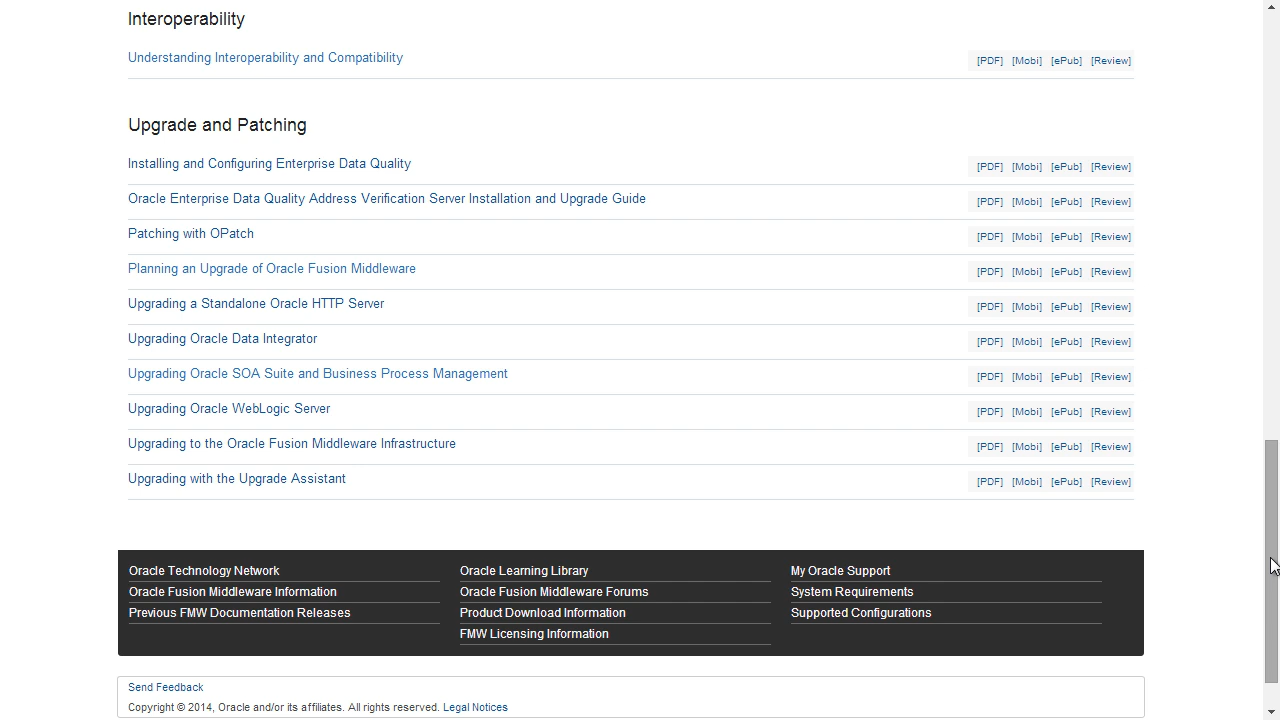 Interoperability
Understanding Interoperability and Compatibility [PDF] [Mobi] [ePub] [Review]
Upgrade and Patching
Installing and Configuring Enterprise Data Quality [PDF] [Mobi] [ePub] [Review]
Oracle Enterprise Data Quality Address Verification Server Installation and Upgrade Guide [PDF] [Mobi] [ePub] [Review]
Patching with OPatch [PDF] [Mobi] [ePub] [Review]
Planning an Upgrade of Oracle Fusion Middleware [PDF] [Mobi] [ePub] [Review]
Upgrading a Standalone Oracle HTTP Server [PDF] [Mobi] [ePub] [Review]
Upgrading Oracle Data Integrator [PDF] [Mobi] [ePub] [Review]
Upgrading Oracle SOA Suite and Business Process Management [PDF] [Mobi] [ePub] [Review]
Upgrading Oracle WebLogic Server [PDF] [Mobi] [ePub] [Review]
Upgrading to the Oracle Fusion Middleware Infrastructure [PDF] [Mobi] [ePub] [Review]
Upgrading with the Upgrade Assistant [PDF] [Mobi] [ePub] [Review]
Oracle Technology Network Oracle Learning Library My Oracle Support
Oracle Fusion Middleware Information Oracle Fusion Middleware Forums System Requirements
Previous FMW Documentation Releases Product Download Information Supported Configurations
FMW Licensing Information
Send Feedback
Copyright © 2014, Oracle and/or its affiliates. All rights reserved. Legal Notices